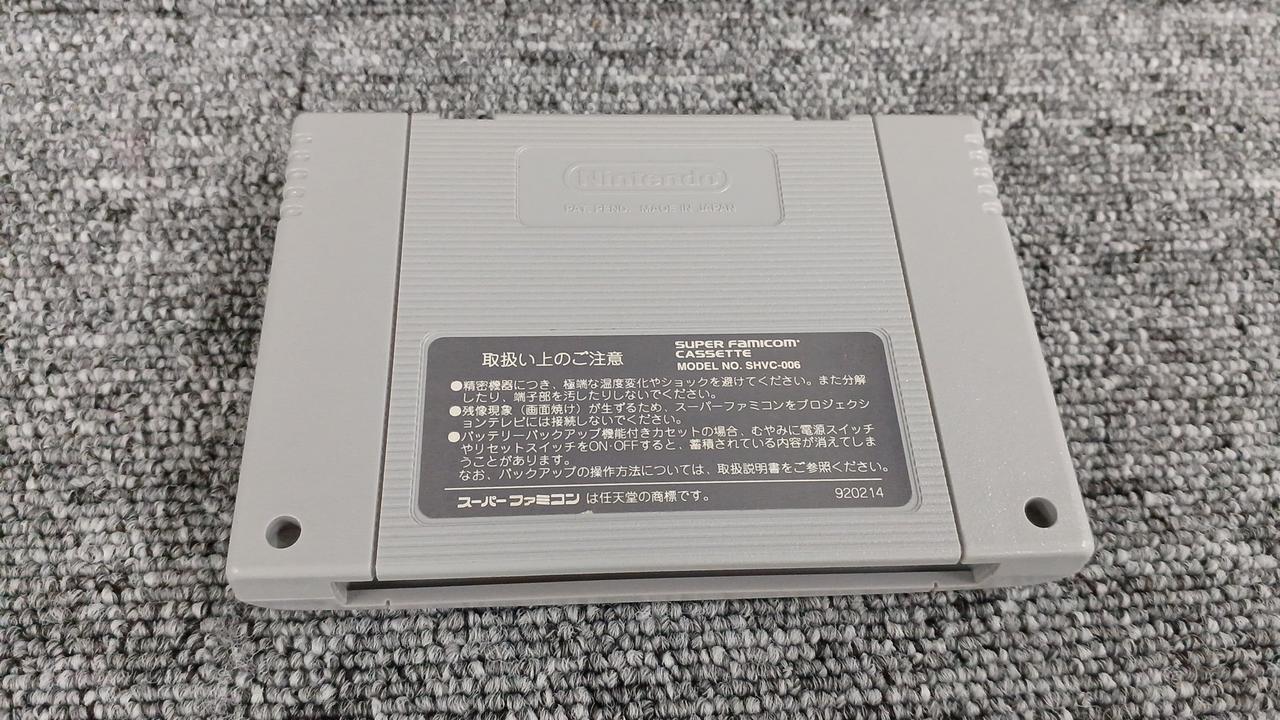 Nintendo
PAT. PEND. MADE IN JAPAN
取扱い上のご注意
SUPER FAMICOM
CASSETTE
MODEL NO. SHVC-006
●精密機器につき、極端な温度変化やショックを避けてください。また分解
したり、端子部を汚したりしないでください。
●残像現象（画面焼け）が生ずるため、スーパーファミコンをプロジェクシ
ョンテレビには接続しないでください。
●バッテリーバックアップ機能付きカセットの場合、むやみに電源スイッチ
やリセットスイッチをON·OFFすると、蓄積されている内容が消えてしま
うことがあります。
なお、バックアップの操作方法については、取扱説明書をご参照ください。
スーパーファミコン は任天堂の商標です。
920214